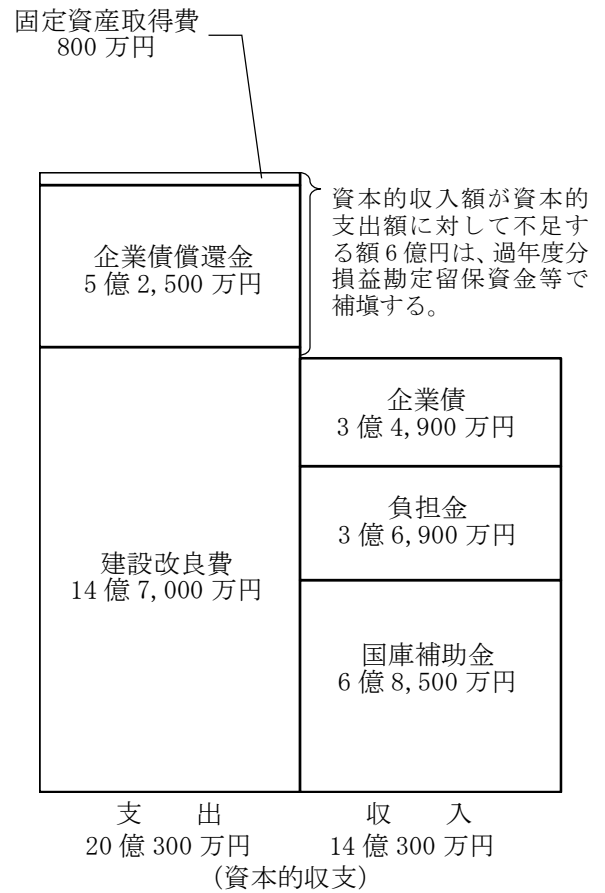 固定資産取得費
800 万円
資本的収入額が資本的
支出額に対して不足す
る額６億円は、過年度分
損益勘定留保資金等で
補塡する。
企業債償還金
5 億 2,500 万円
企業債
3 億 4,900 万円
負担金
3 億 6,900 万円
建設改良費
14 億 7,000 万円
国庫補助金
6 億 8,500 万円
支　出
20 億 300 万円
収　入
14 億 300 万円
（資本的収支）